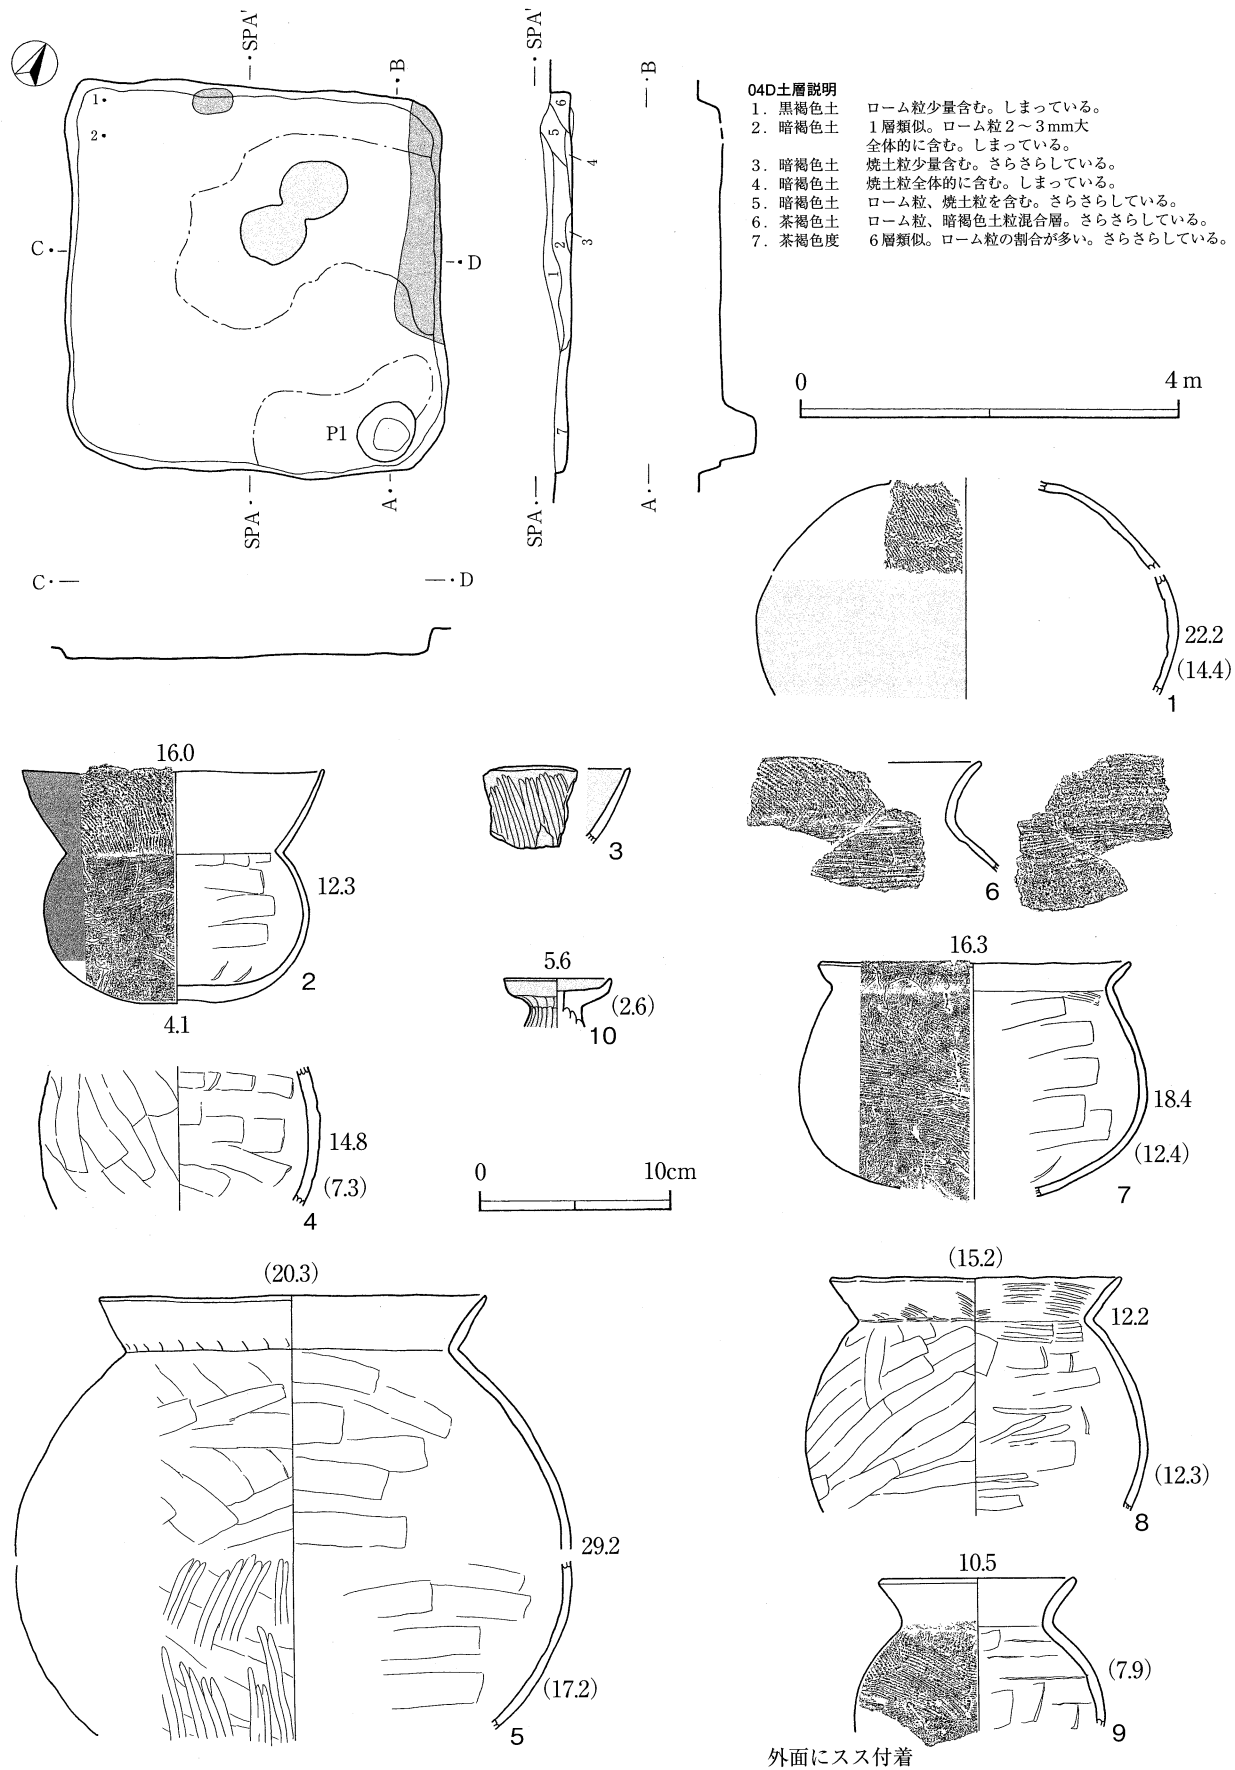 SPA'
B
SPA'
B
1
2
C
D
P1
SPA
A
SPA
A
6
5
4
3
2
1
7
04D土層説明
1．黒褐色土　ローム粒少量含む。しまっている。
2．暗褐色土　1層類似。ローム粒2～3mm大
全体的に含む。しまっている。
3．暗褐色土　焼土粒少量含む。さらさらしている。
4．暗褐色土　焼土粒全体的に含む。しまっている。
5．暗褐色土　ローム粒、焼土粒を含む。さらさらしている。
6．茶褐色土　ローム粒、暗褐色土粒混合層。さらさらしている。
7．茶褐色度　6層類似。ローム粒の割合が多い。さらさらしている。
0　4m
C　D
22.2
(14.4)
1
16.0
12.3
2
4.1
3
6
5.6
(2.6)
10
16.3
18.4
(12.4)
7
14.8
(7.3)
4
0　10cm
(20.3)
29.2
(17.2)
5
(15.2)
12.2
(12.3)
8
10.5
(7.9)
9
外面にスス付着